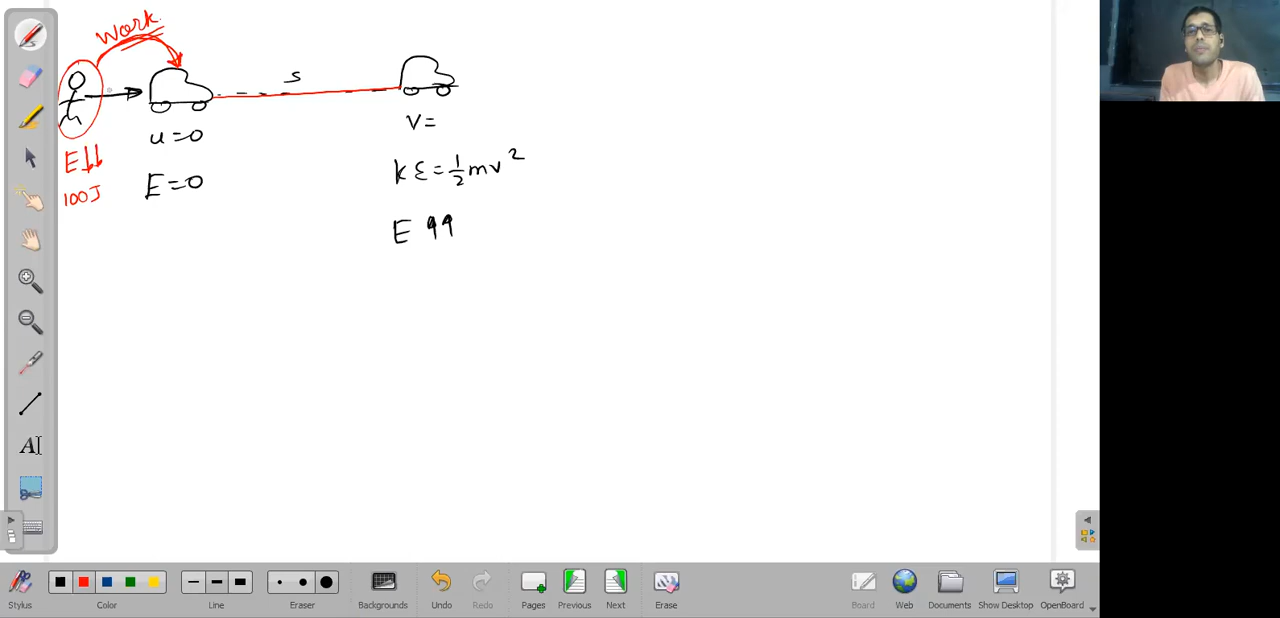 Work
s
u=0
v=
E↓↓
100J
E=0
KE=½mv²
E ↑↑
Stylus
Color
Line
Eraser
Backgrounds
Undo
Redo
Pages
Previous
Next
Erase
Board
Web
Documents
Show Desktop
OpenBoard